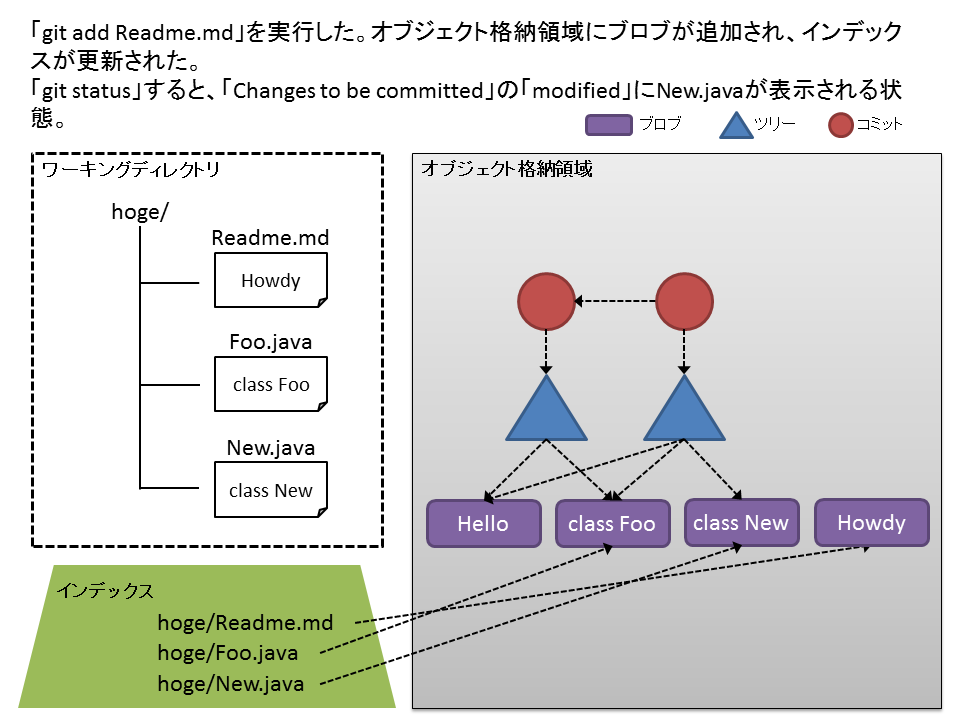 「git add Readme.md」を実行した。オブジェクト格納領域にブロブが追加され、インデック
スが更新された。
「git status」すると、「Changes to be committed」の「modified」にNew.javaが表示される状
態。
ブロブ ツリー コミット
ワーキングディレクトリ
hoge/
Readme.md
Howdy
Foo.java
class Foo
New.java
class New
オブジェクト格納領域
Hello class Foo class New Howdy
インデックス
hoge/Readme.md
hoge/Foo.java
hoge/New.java